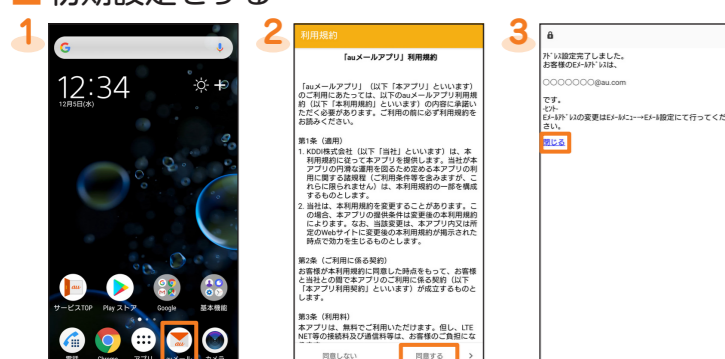 初期設定をする
1
12:34
12月5日(水)
サービスTOP
Play ストア
Google
基本機能
au
電話
Chrome
アプリ
auメール
カメラ
2
利用規約
「auメールアプリ」利用規約
「auメールアプリ」（以下「本アプリ」といいます）
のご利用にあたっては、以下のauメールアプリ利用規
約（以下「本利用規約」といいます）の内容に承諾い
ただく必要があります。ご利用の前に必ず利用規約を
お読みください。
第1条（適用）
1. KDDI株式会社（以下「当社」といいます）は、本
利用規約に従って本アプリを提供します。当社が本
アプリの円滑な運用を図るため定める本アプリの利
用に関する諸規程（ご利用条件等を含みますが、こ
れらに限られません）は、本利用規約の一部を構成
するものとします。
2. 当社は、本利用規約を変更することがあります。こ
の場合、本アプリの提供条件は変更後の本利用規約
によります。なお、当該変更は、本アプリ内又は所
定のWebサイトに変更後の本利用規約が掲示された
時点で効力を生じるものとします。
第2条（ご利用に係る契約）
お客様が本利用規約に同意した時点をもって、お客様
と当社との間で本アプリのご利用に係る契約（以下
「本アプリ利用契約」といいます）が成立するものと
します。
第3条（利用料）
本アプリは、無料でご利用いただけます。但し、LTE
NET等の接続料及び通信料等は、お客様のご負担にな
同意しない
同意する
3
ｱﾄﾞﾚｽ設定完了しました。
お客様のEﾒｰﾙｱﾄﾞﾚｽは、
○○○○○○○@au.com
です。
-ﾋﾝﾄ-
Eﾒｰﾙｱﾄﾞﾚｽの変更はEﾒｰﾙﾒﾆｭｰ→Eﾒｰﾙ設定にて行ってくだ
さい。
閉じる